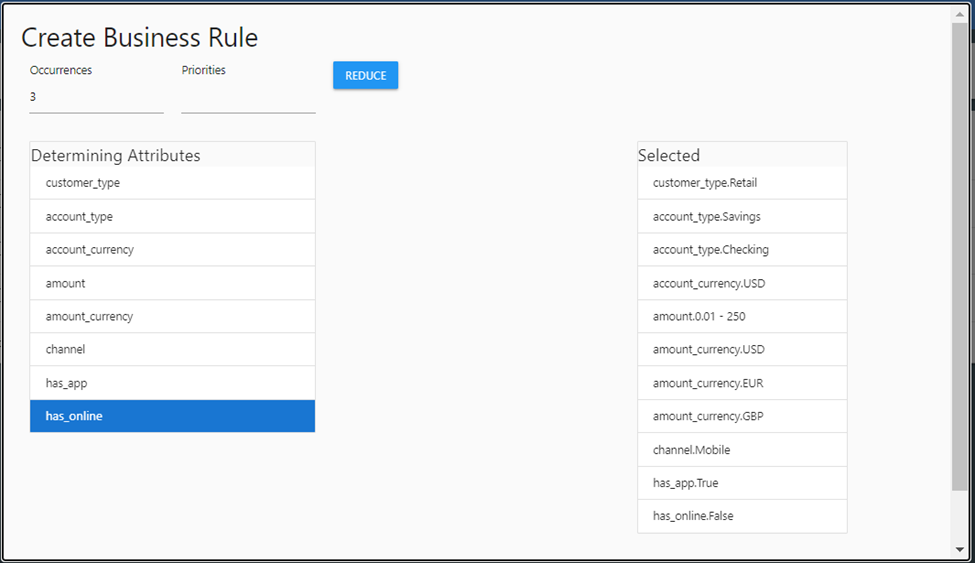 Create Business Rule
Occurrences
Priorities
REDUCE
3
Determining Attributes
customer_type
account_type
account_currency
amount
amount_currency
channel
has_app
has_online
Selected
customer_type.Retail
account_type.Savings
account_type.Checking
account_currency.USD
amount.0.01 - 250
amount_currency.USD
amount_currency.EUR
amount_currency.GBP
channel.Mobile
has_app.True
has_online.False